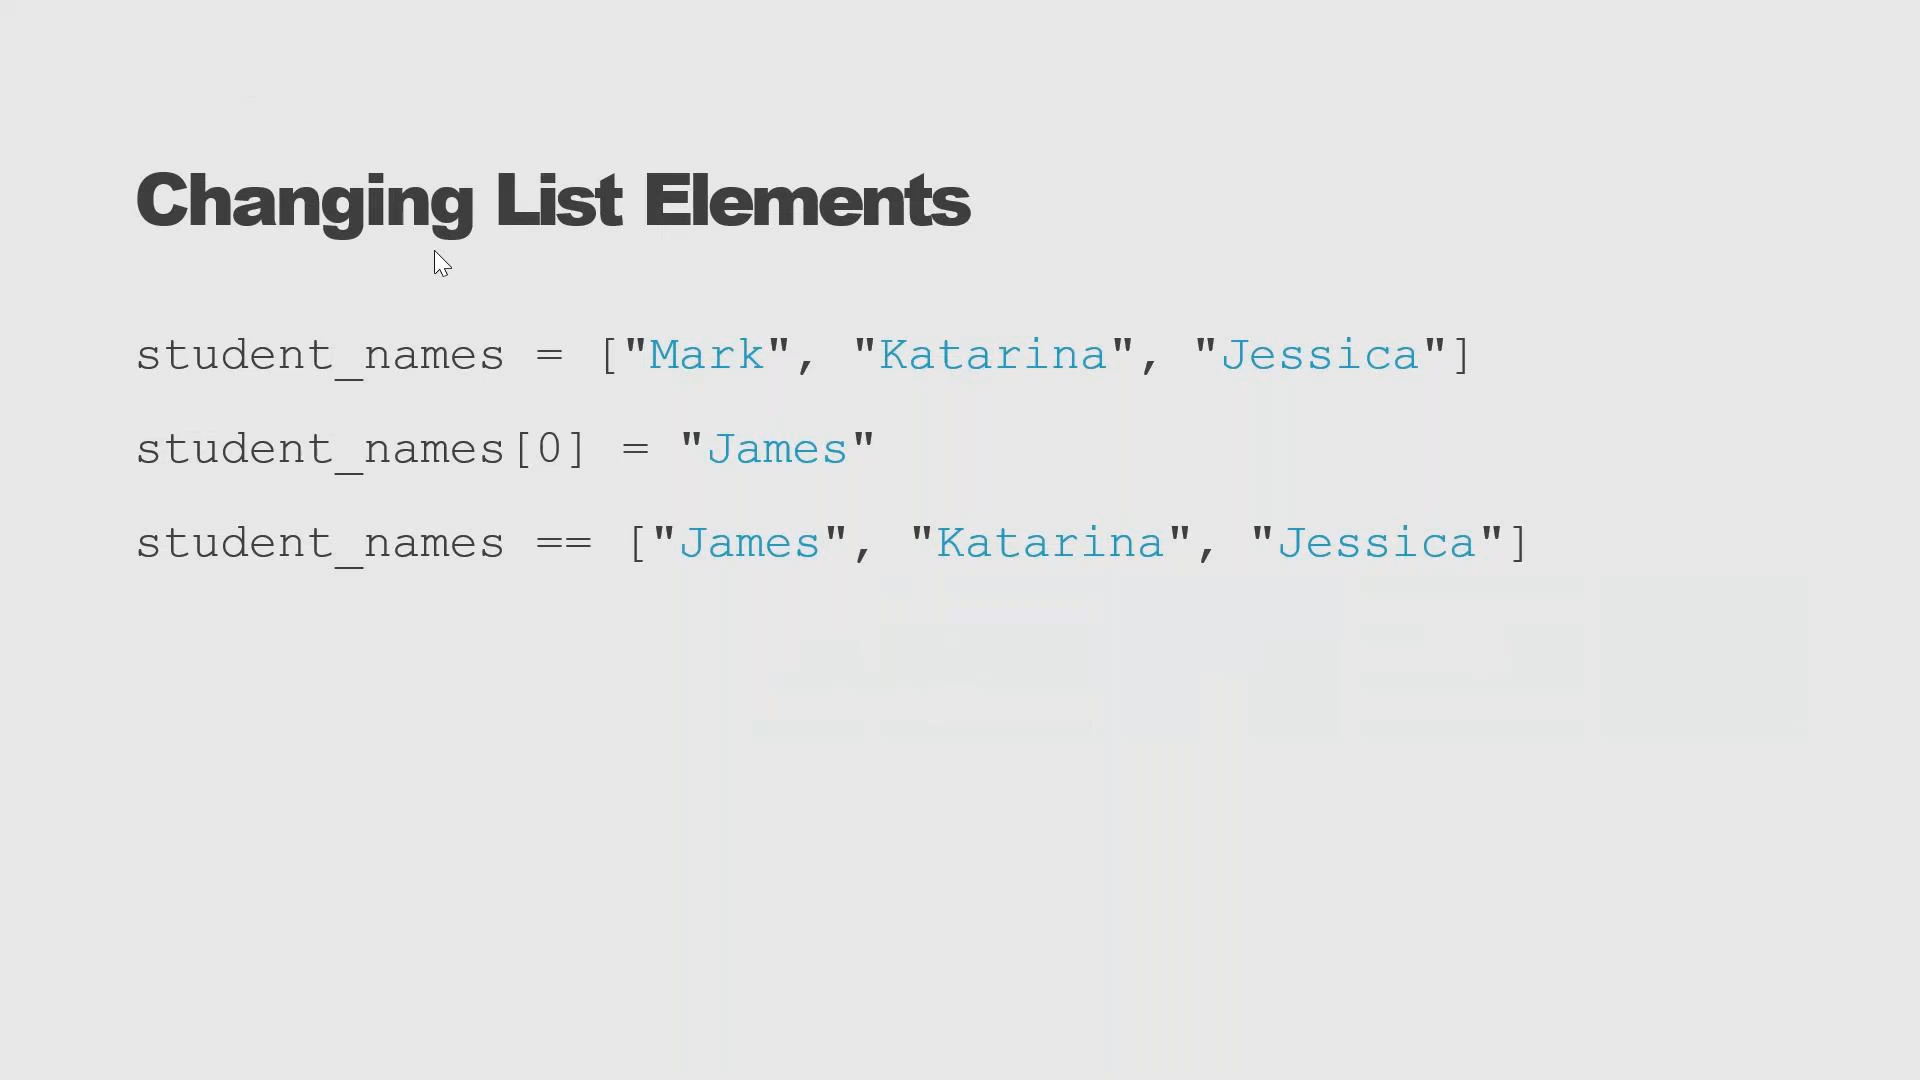 Changing List Elements
student_names = ["Mark", "Katarina", "Jessica"]
student_names[0] = "James"
student_names == ["James", "Katarina", "Jessica"]